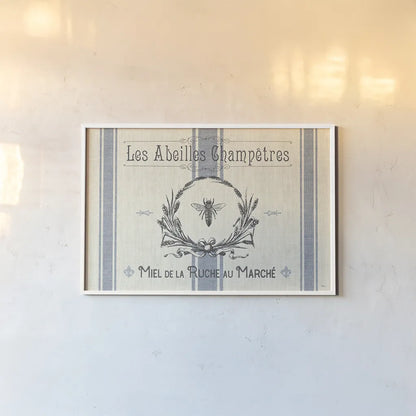 Les Abeilles Champêtres
Miel de la Ruche au Marché